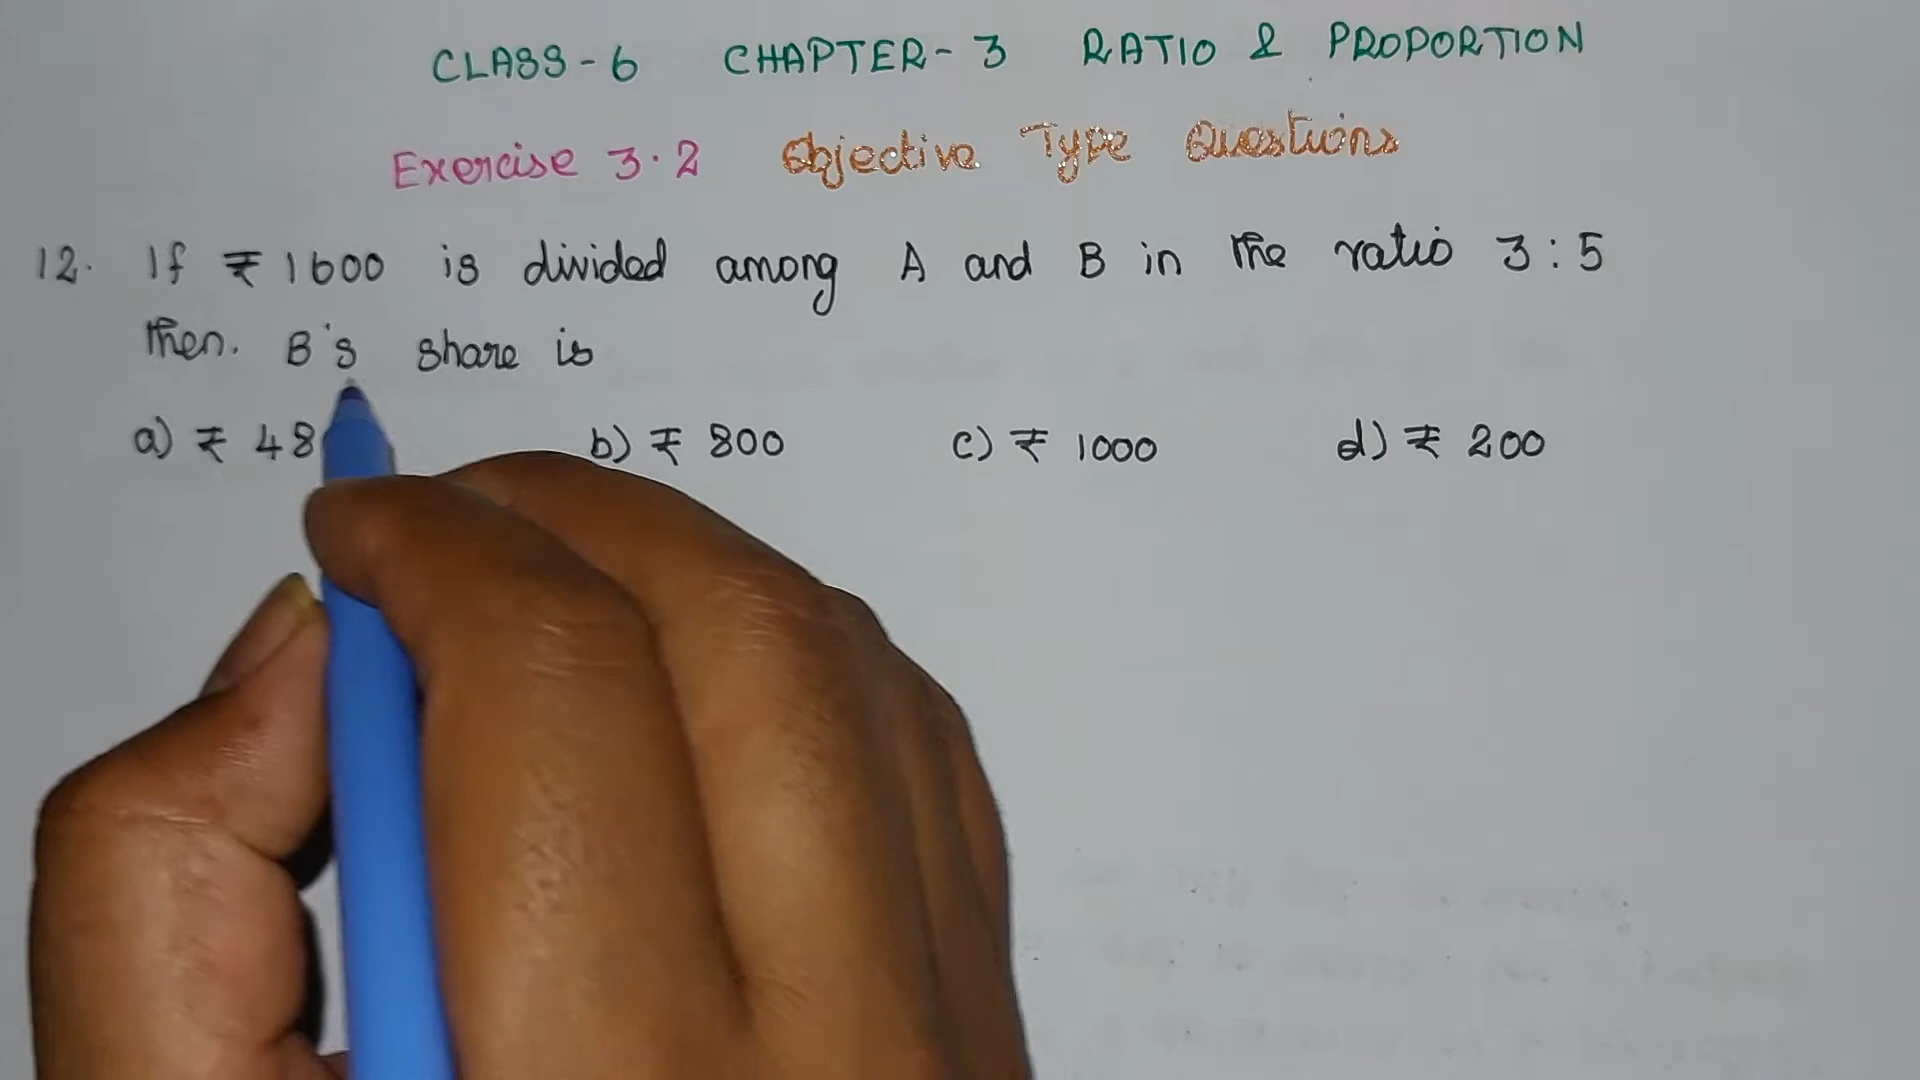 CLASS-6 CHAPTER-3 RATIO & PROPORTION
Exercise 3.2 Objective Type Questions
12. If ₹ 1600 is divided among A and B in the ratio 3:5
then. B's share is
a) ₹ 48 b) ₹ 800 c) ₹ 1000 d) ₹ 200